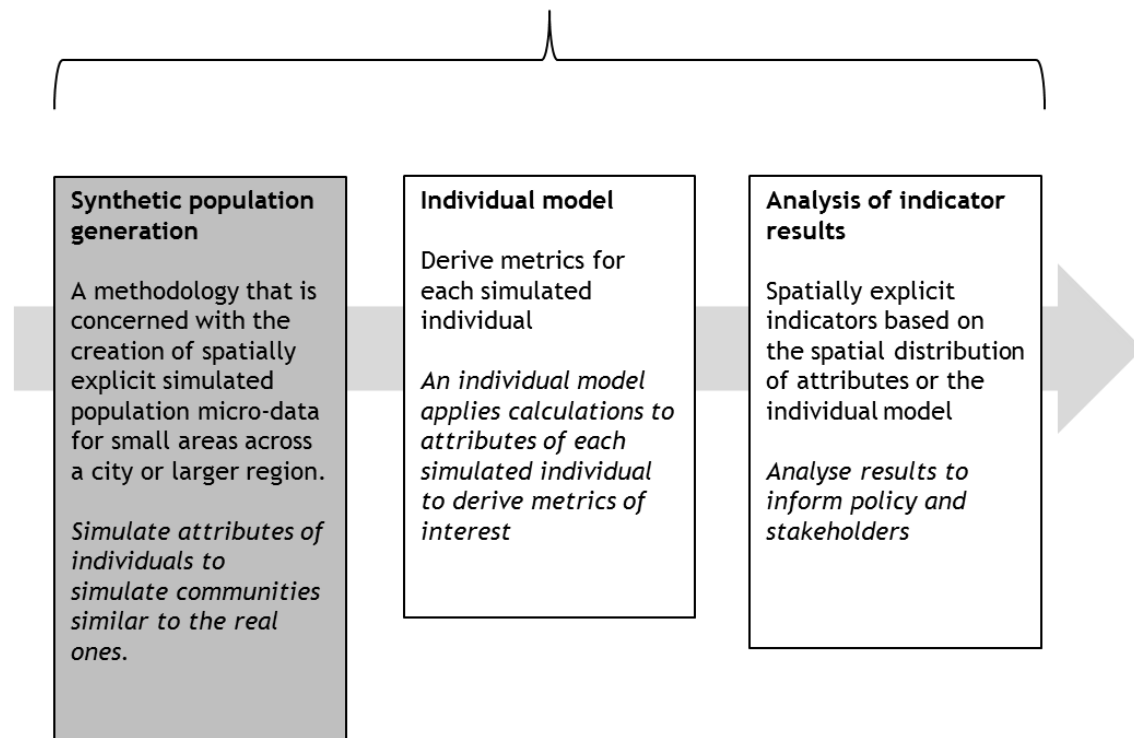 Synthetic population
generation
A methodology that is
concerned with the
creation of spatially
explicit simulated
population micro-data
for small areas across
a city or larger region.
Simulate attributes of
individuals to
simulate communities
similar to the real
ones.
Individual model
Derive metrics for
each simulated
individual
An individual model
applies calculations to
attributes of each
simulated individual
to derive metrics of
interest
Analysis of indicator
results
Spatially explicit
indicators based on
the spatial distribution
of attributes or the
individual model
Analyse results to
inform policy and
stakeholders